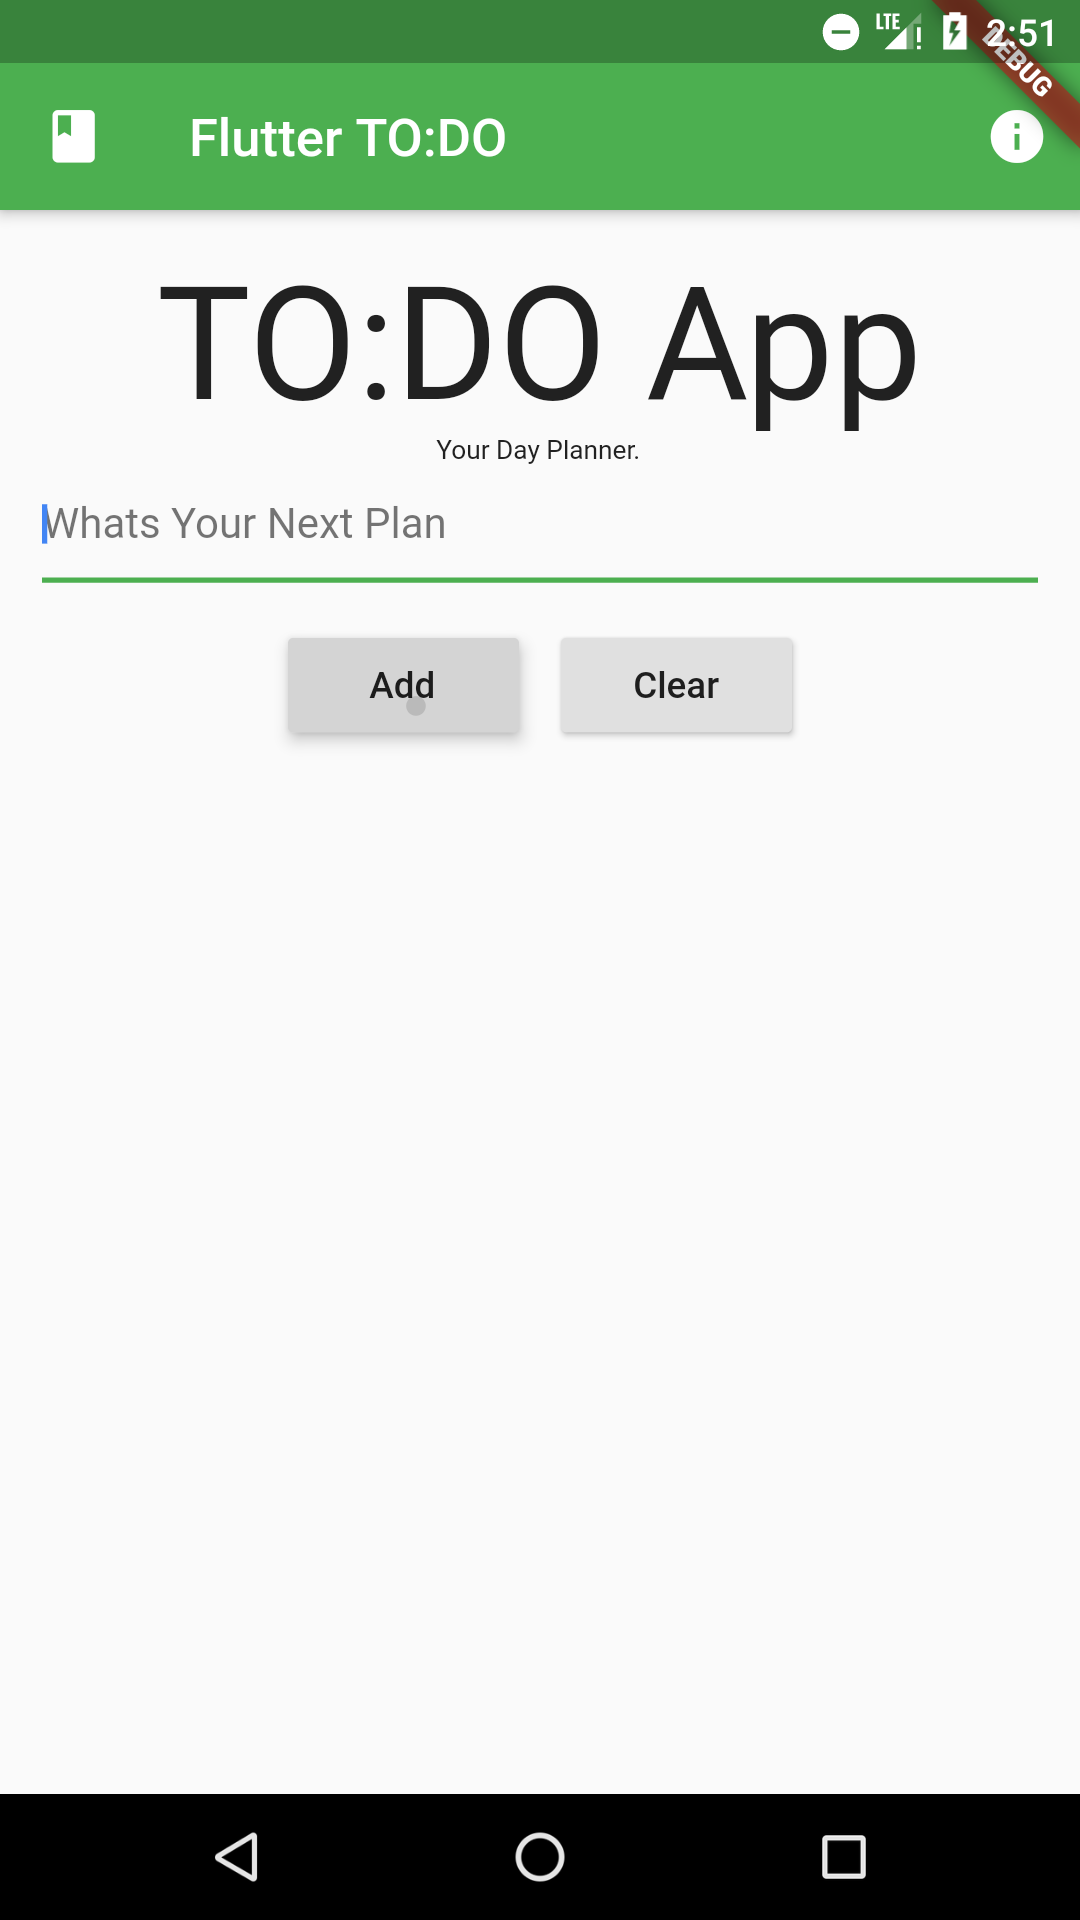 LTE 2:51
DEBUG
Flutter TO:DO
TO:DO App
Your Day Planner.
Whats Your Next Plan
Add Clear